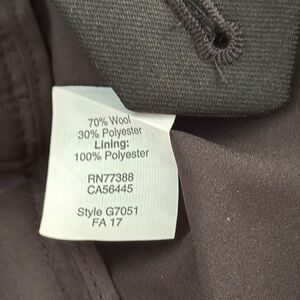 70% Wool
30% Polyester
Lining:
100% Polyester
RN77388
CA56445
Style G7051
FA 17